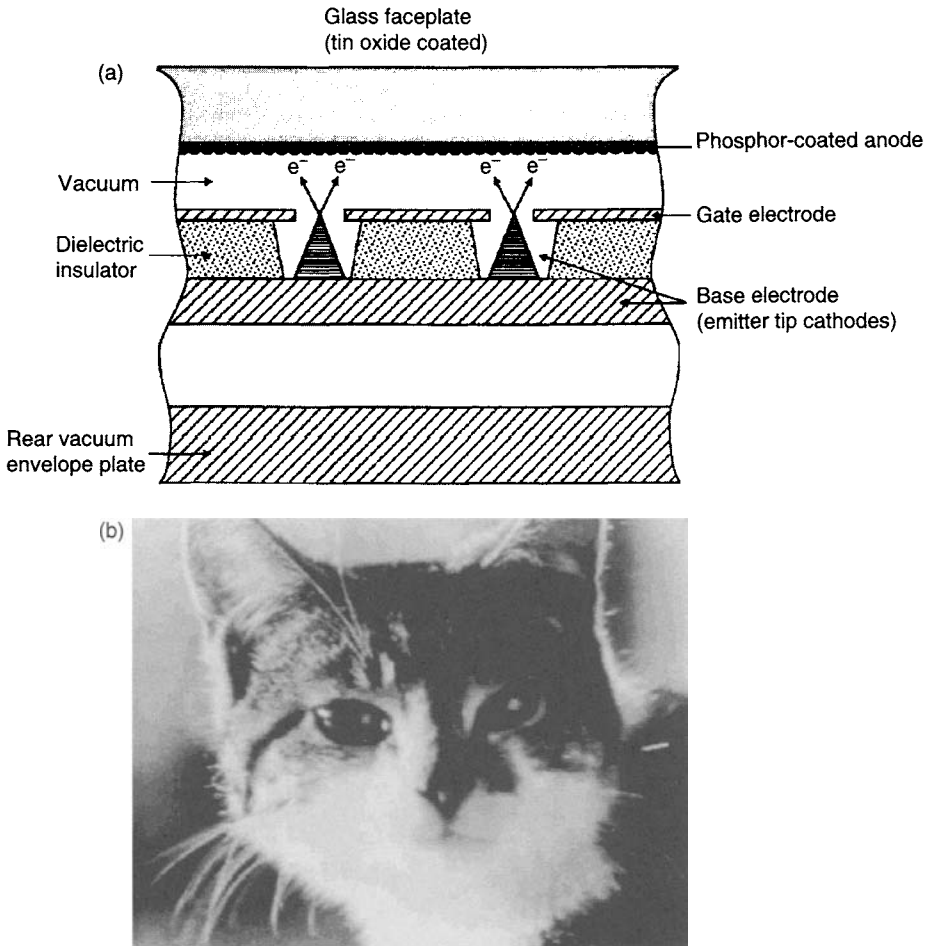 Glass faceplate
(tin oxide coated)
(a)
Phosphor-coated anode
e⁻ e⁻ e⁻ e⁻
Vacuum
Gate electrode
Dielectric
insulator
Base electrode
(emitter tip cathodes)
Rear vacuum
envelope plate
(b)